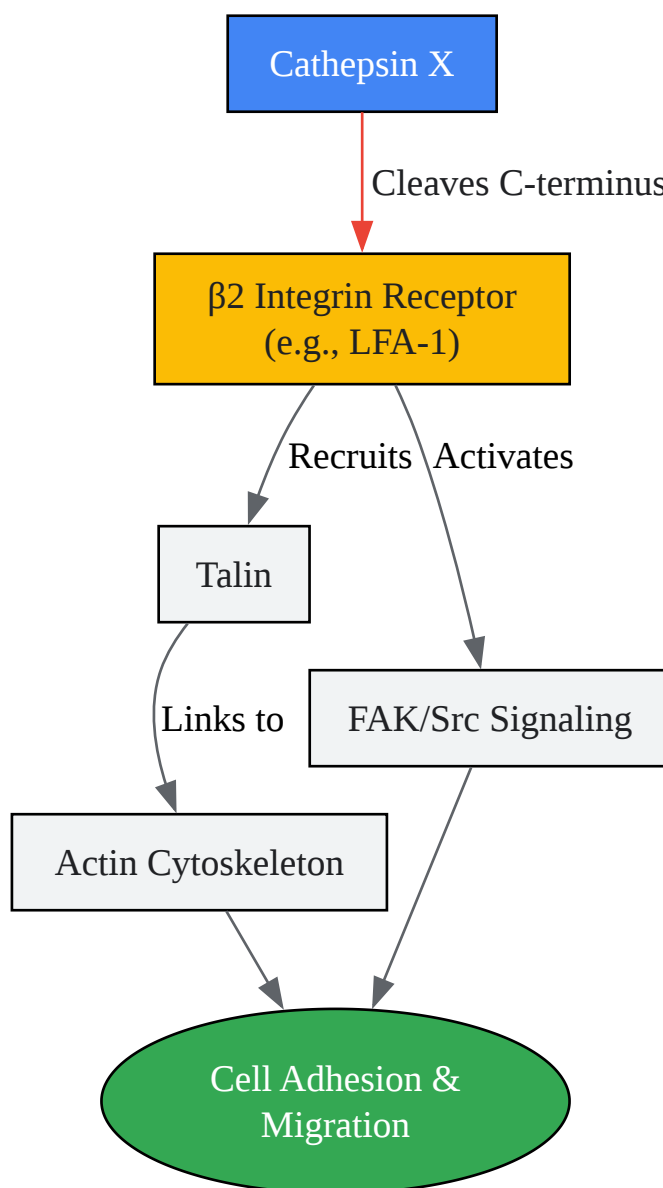 Cathepsin X
Cleaves C-terminus
β2 Integrin Receptor
(e.g., LFA-1)
Recruits
Activates
Talin
Links to
FAK/Src Signaling
Actin Cytoskeleton
Cell Adhesion &
Migration